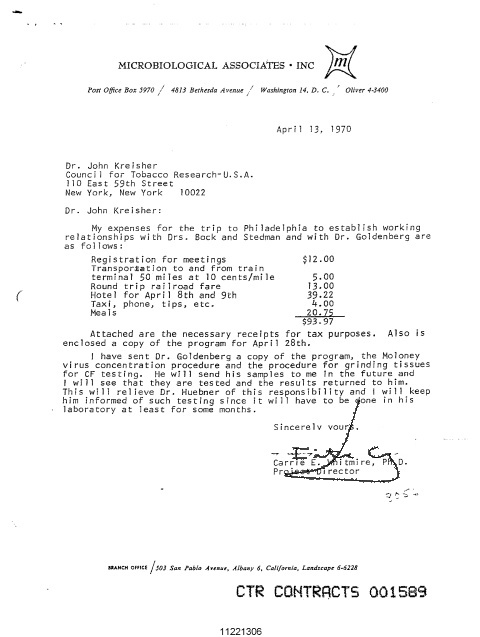 MICROBIOLOGICAL ASSOCIATES • INC m
Post Office Box 5970 / 4813 Bethesda Avenue / Washington 14, D. C. / Oliver 4-3400
April 13, 1970
Dr. John Kreisher
Council for Tobacco Research-U.S.A.
110 East 59th Street
New York, New York 10022
Dr. John Kreisher:
My expenses for the trip to Philadelphia to establish working
relationships with Drs. Bock and Stedman and with Dr. Goldenberg are
as follows:
Registration for meetings $12.00
Transportation to and from train
terminal 50 miles at 10 cents/mile 5.00
Round trip railroad fare 13.00
Hotel for April 8th and 9th 39.22
Taxi, phone, tips, etc. 4.00
Meals 20.75
$93.97
Attached are the necessary receipts for tax purposes. Also is
enclosed a copy of the program for April 28th.
I have sent Dr. Goldenberg a copy of the program, the Moloney
virus concentration procedure and the procedure for grinding tissues
for CF testing. He will send his samples to me in the future and
I will see that they are tested and the results returned to him.
This will relieve Dr. Huebner of this responsibility and I will keep
him informed of such testing since it will have to be done in his
laboratory at least for some months.
Sincerely yours,
Carrie E. Whitmire, Ph.D.
Project Director
BRANCH OFFICE / 503 San Pablo Avenue, Albany 6, California, Landscape 6-6228
CTR CONTRACTS 001589
11221306